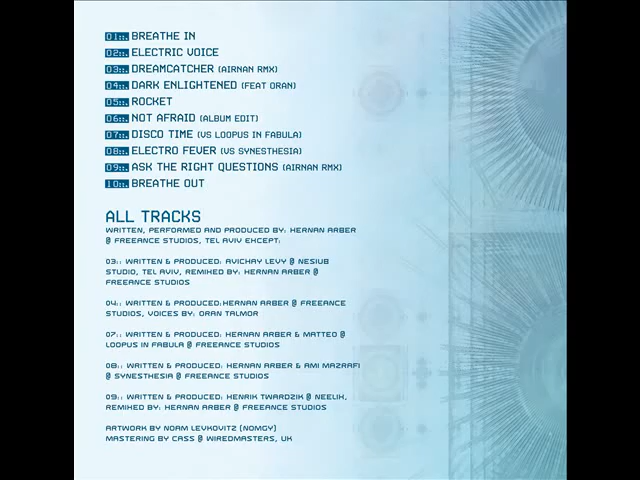 01::. BREATHE IN
02::. ELECTRIC VOICE
03::. DREAMCATCHER (AIRNAN RMX)
04::. DARK ENLIGHTENED (FEAT ORAN)
05::. ROCKET
06::. NOT AFRAID (ALBUM EDIT)
07::. DISCO TIME (VS LOOPUS IN FABULA)
08::. ELECTRO FEVER (VS SYNESTHESIA)
09::. ASK THE RIGHT QUESTIONS (AIRNAN RMX)
10::. BREATHE OUT
ALL TRACKS
WRITTEN, PERFORMED AND PRODUCED BY: HERNAN ARBER
@ FREEANCE STUDIOS, TEL AVIV EXCEPT:
03:: WRITTEN & PRODUCED: AVICHAY LEVY @ NESIUB
STUDIO, TEL AVIV, REMIXED BY: HERNAN ARBER @
FREEANCE STUDIOS
04:: WRITTEN & PRODUCED:HERNAN ARBER @ FREEANCE
STUDIOS, VOICES BY: ORAN TALMOR
07:: WRITTEN & PRODUCED: HERNAN ARBER & MATTEO @
LOOPUS IN FABULA @ FREEANCE STUDIOS
08:: WRITTEN & PRODUCED: HERNAN ARBER & AMI MAZRAFI
@ SYNESTHESIA @ FREEANCE STUDIOS
09:: WRITTEN & PRODUCED: HENRIK TWARDZIK @ NEELIX,
REMIXED BY: HERNAN ARBER @ FREEANCE STUDIOS
ARTWORK BY NOAM LEVKOVITZ (NOMGY)
MASTERING BY CASS @ WIREDMASTERS, UK